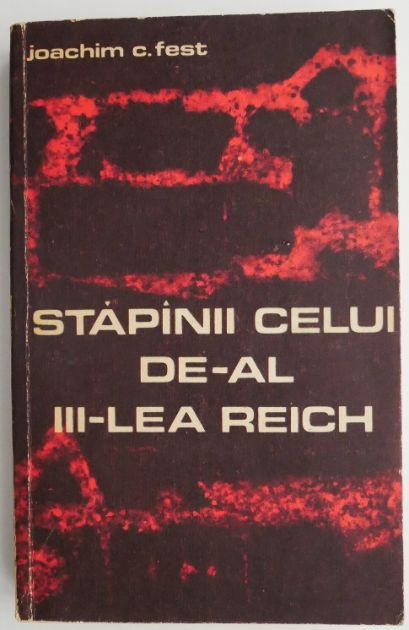 joachim c. fest
STĂPÎNII CELUI
DE-AL
III-LEA REICH